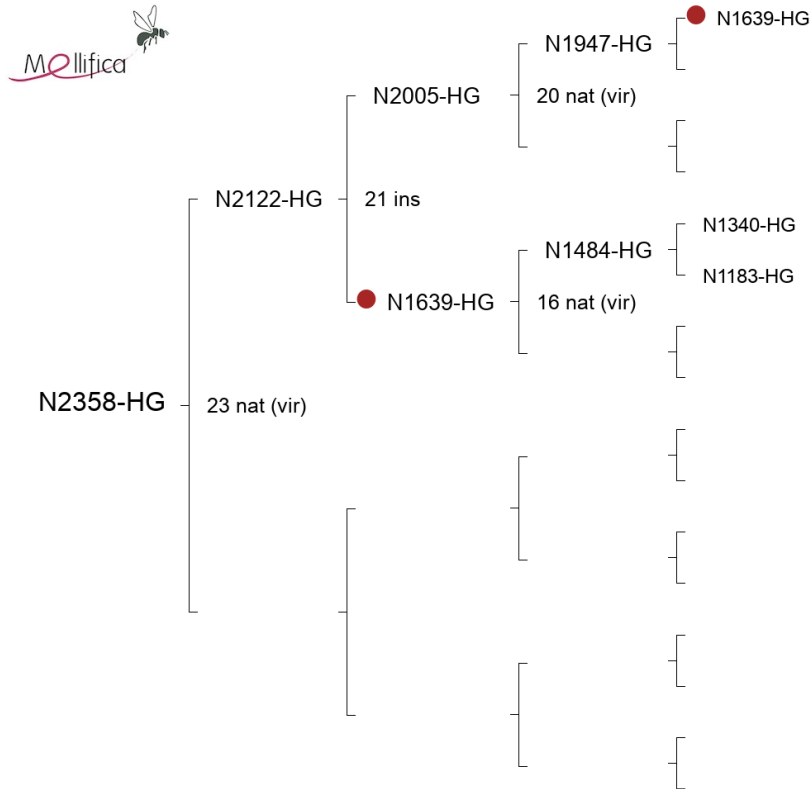 Mellifica
N1639-HG
N1947-HG
N2005-HG
20 nat (vir)
N2122-HG
21 ins
N1340-HG
N1484-HG
N1183-HG
N1639-HG
16 nat (vir)
N2358-HG
23 nat (vir)